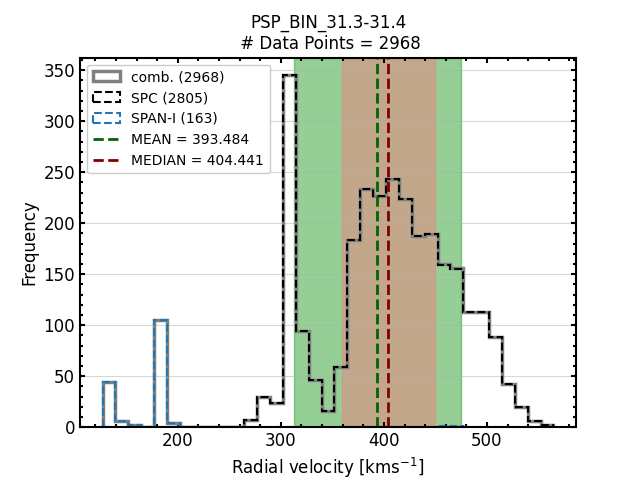 PSP_BIN_31.3-31.4
# Data Points = 2968
comb. (2968)
SPC (2805)
SPAN-I (163)
MEAN = 393.484
MEDIAN = 404.441
Frequency
350
300
250
200
150
100
50
0
200
300
400
500
Radial velocity [kms⁻¹]